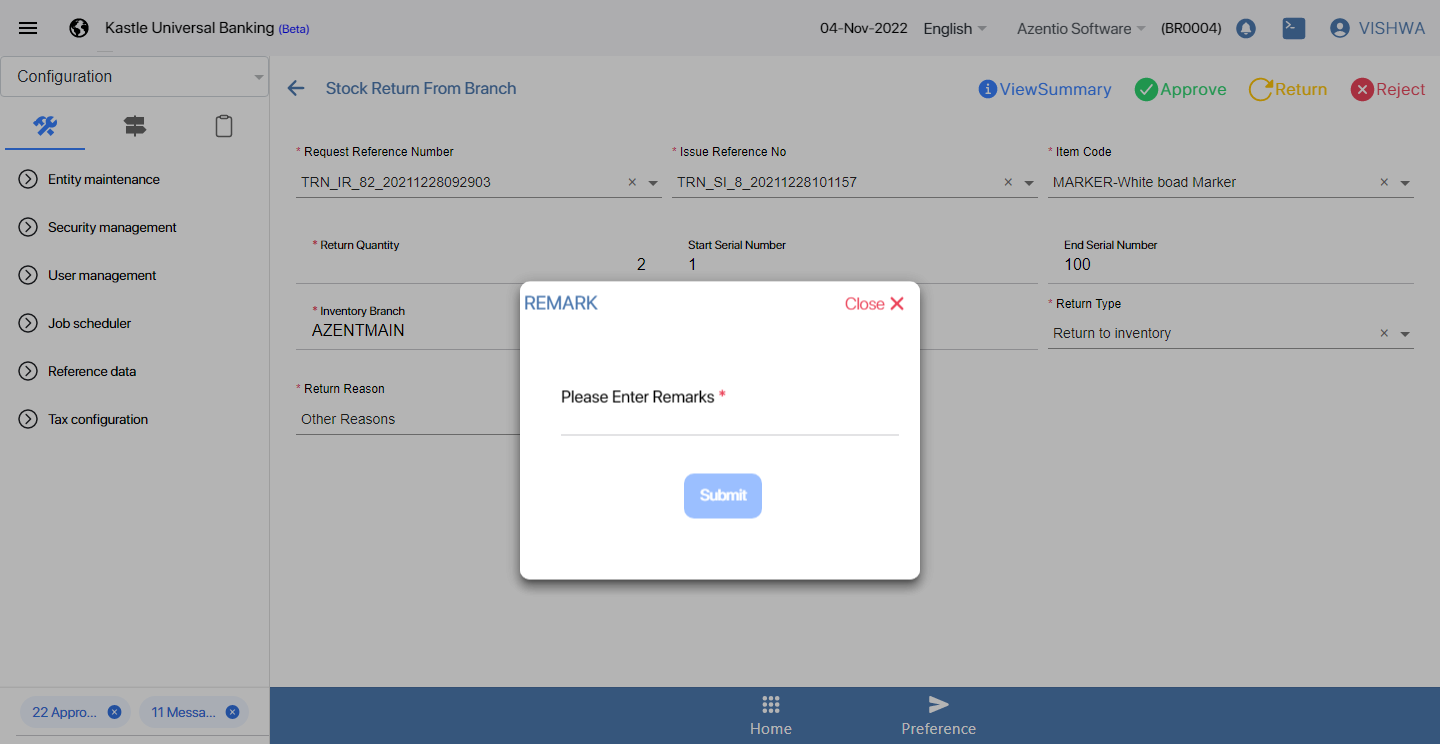 Kastle Universal Banking (Beta) 04-Nov-2022 English Azentio Software (BR0004) VISHWA
Configuration
Stock Return From Branch ViewSummary Approve Return Reject
Entity maintenance
Security management
User management
Job scheduler
Reference data
Tax configuration
* Request Reference Number * Issue Reference No * Item Code
TRN_IR_82_20211228092903 × TRN_SI_8_20211228101157 × MARKER-White boad Marker ×
* Return Quantity Start Serial Number End Serial Number
2 1 100
* Inventory Branch * Return Type
AZENTMAIN Return to inventory ×
* Return Reason
Other Reasons
REMARK Close ×
Please Enter Remarks *
Submit
22 Appro... 11 Messa...
Home Preference